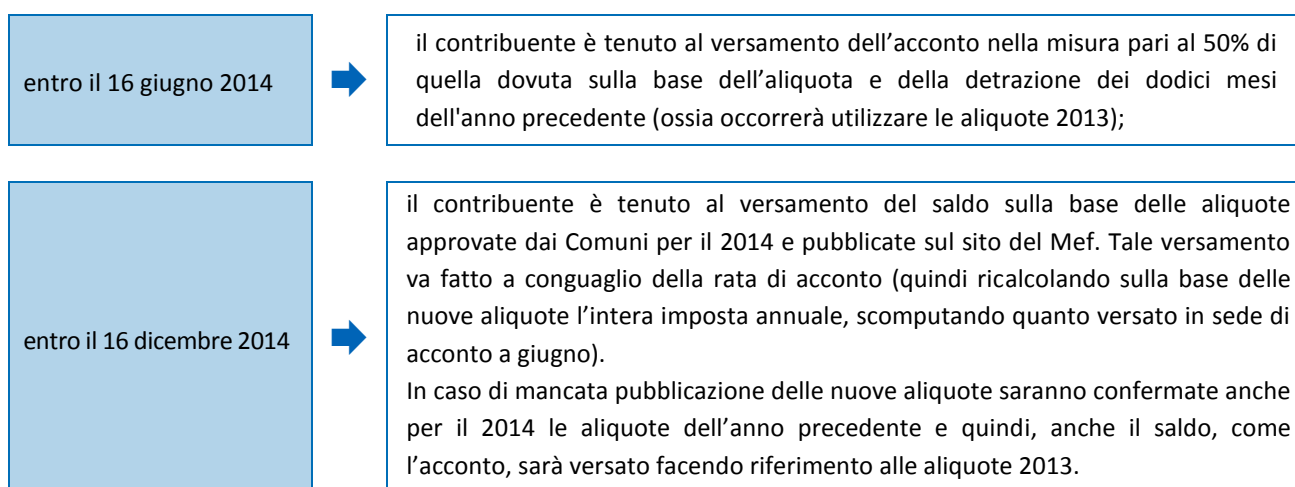 entro il 16 giugno 2014
il contribuente è tenuto al versamento dell’acconto nella misura pari al 50% di
quella dovuta sulla base dell’aliquota e della detrazione dei dodici mesi
dell'anno precedente (ossia occorrerà utilizzare le aliquote 2013);
entro il 16 dicembre 2014
il contribuente è tenuto al versamento del saldo sulla base delle aliquote
approvate dai Comuni per il 2014 e pubblicate sul sito del Mef. Tale versamento
va fatto a conguaglio della rata di acconto (quindi ricalcolando sulla base delle
nuove aliquote l’intera imposta annuale, scomputando quanto versato in sede di
acconto a giugno).
In caso di mancata pubblicazione delle nuove aliquote saranno confermate anche
per il 2014 le aliquote dell’anno precedente e quindi, anche il saldo, come
l’acconto, sarà versato facendo riferimento alle aliquote 2013.